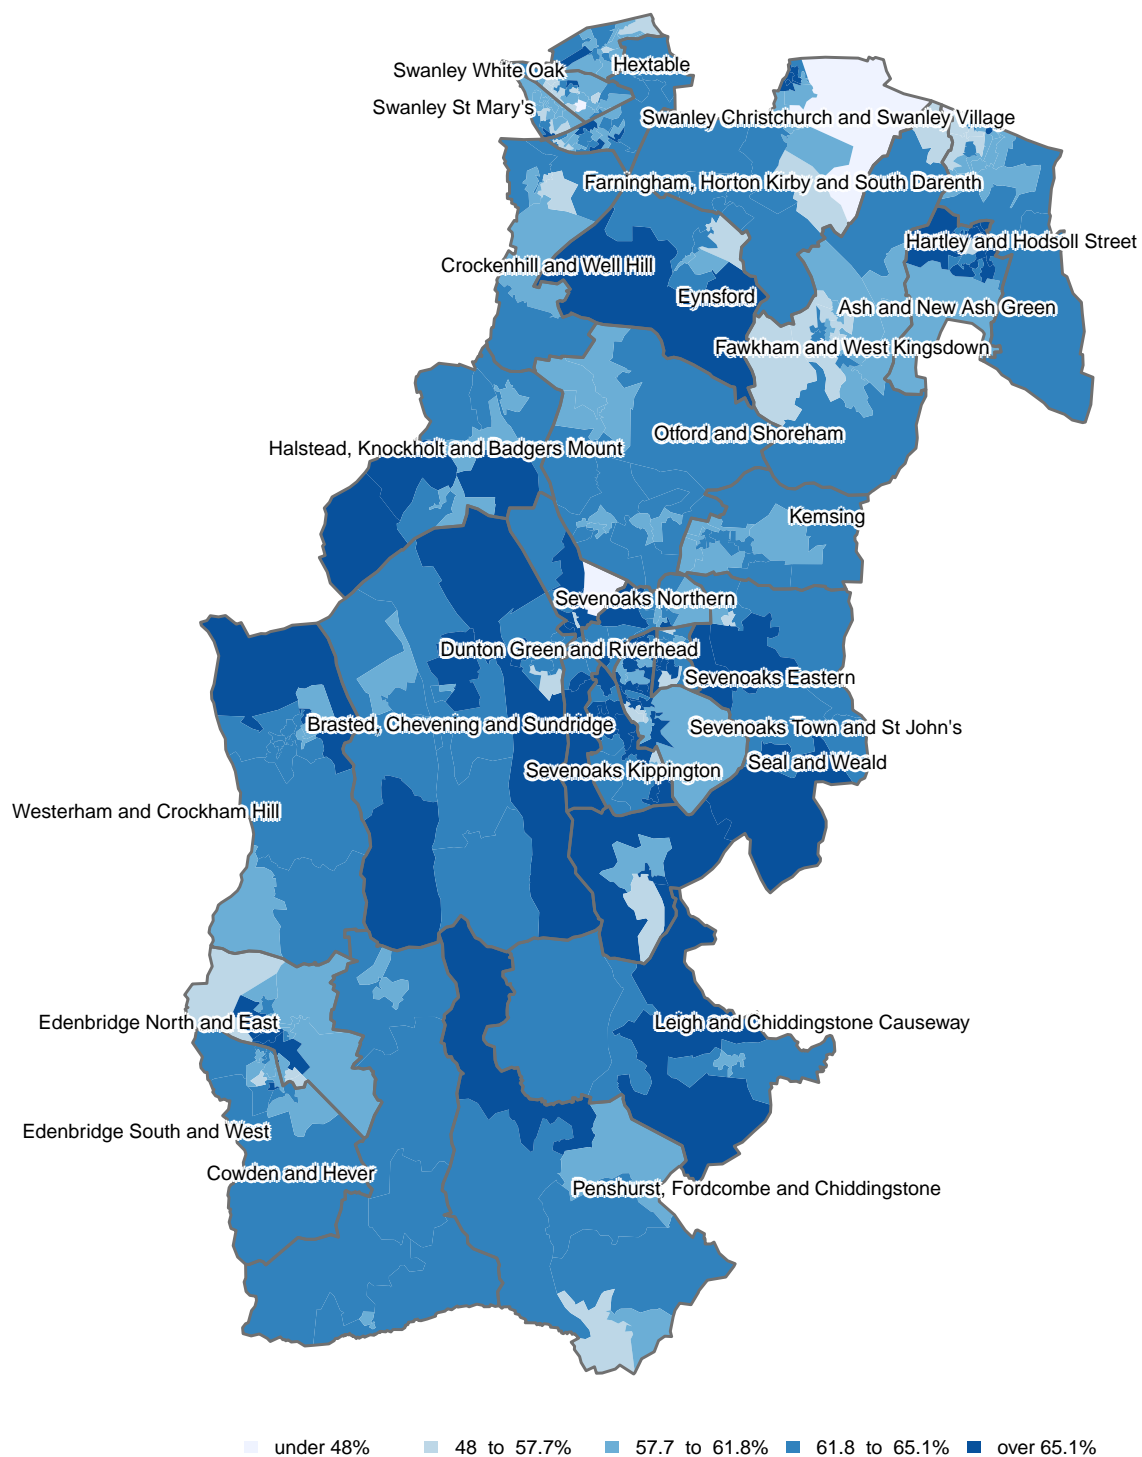 Hextable
Swanley White Oak
Swanley St Mary's
Swanley Christchurch and Swanley Village
Farningham, Horton Kirby and South Darenth
Hartley and Hodsoll Street
Crockenhill and Well Hill
Eynsford
Ash and New Ash Green
Fawkham and West Kingsdown
Otford and Shoreham
Halstead, Knockholt and Badgers Mount
Kemsing
Sevenoaks Northern
Dunton Green and Riverhead
Sevenoaks Eastern
Brasted, Chevening and Sundridge
Sevenoaks Town and St John's
Seal and Weald
Sevenoaks Kippington
Westerham and Crockham Hill
Edenbridge North and East
Leigh and Chiddingstone Causeway
Edenbridge South and West
Cowden and Hever
Penshurst, Fordcombe and Chiddingstone
under 48% 48 to 57.7% 57.7 to 61.8% 61.8 to 65.1% over 65.1%